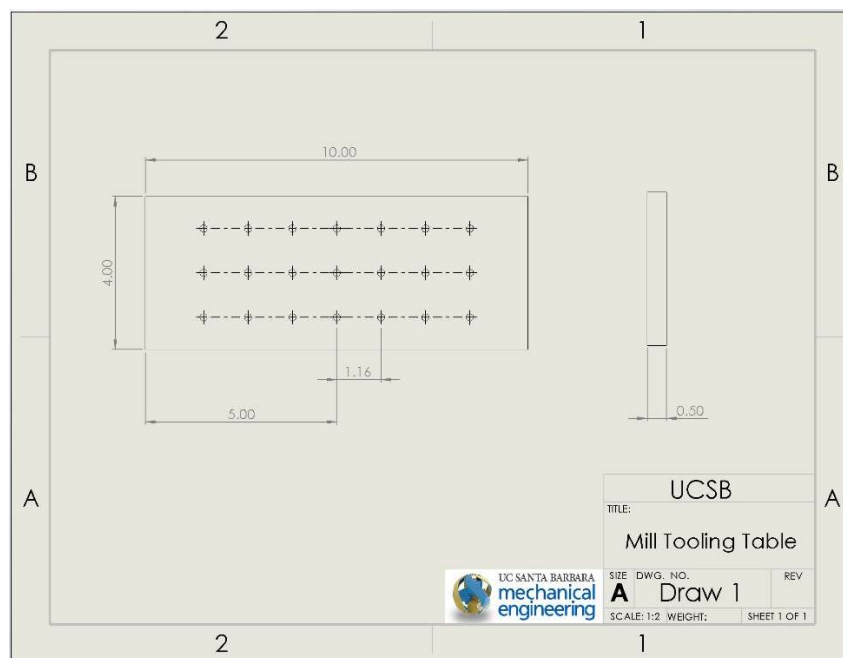 2 1
B B
10.00
4.00
1.16
5.00
0.50
A A
UCSB
TITLE:
Mill Tooling Table
UC SANTA BARBARA
mechanical
engineering
SIZE DWG. NO. REV
A Draw 1
SCALE: 1:2 WEIGHT: SHEET 1 OF 1
2 1